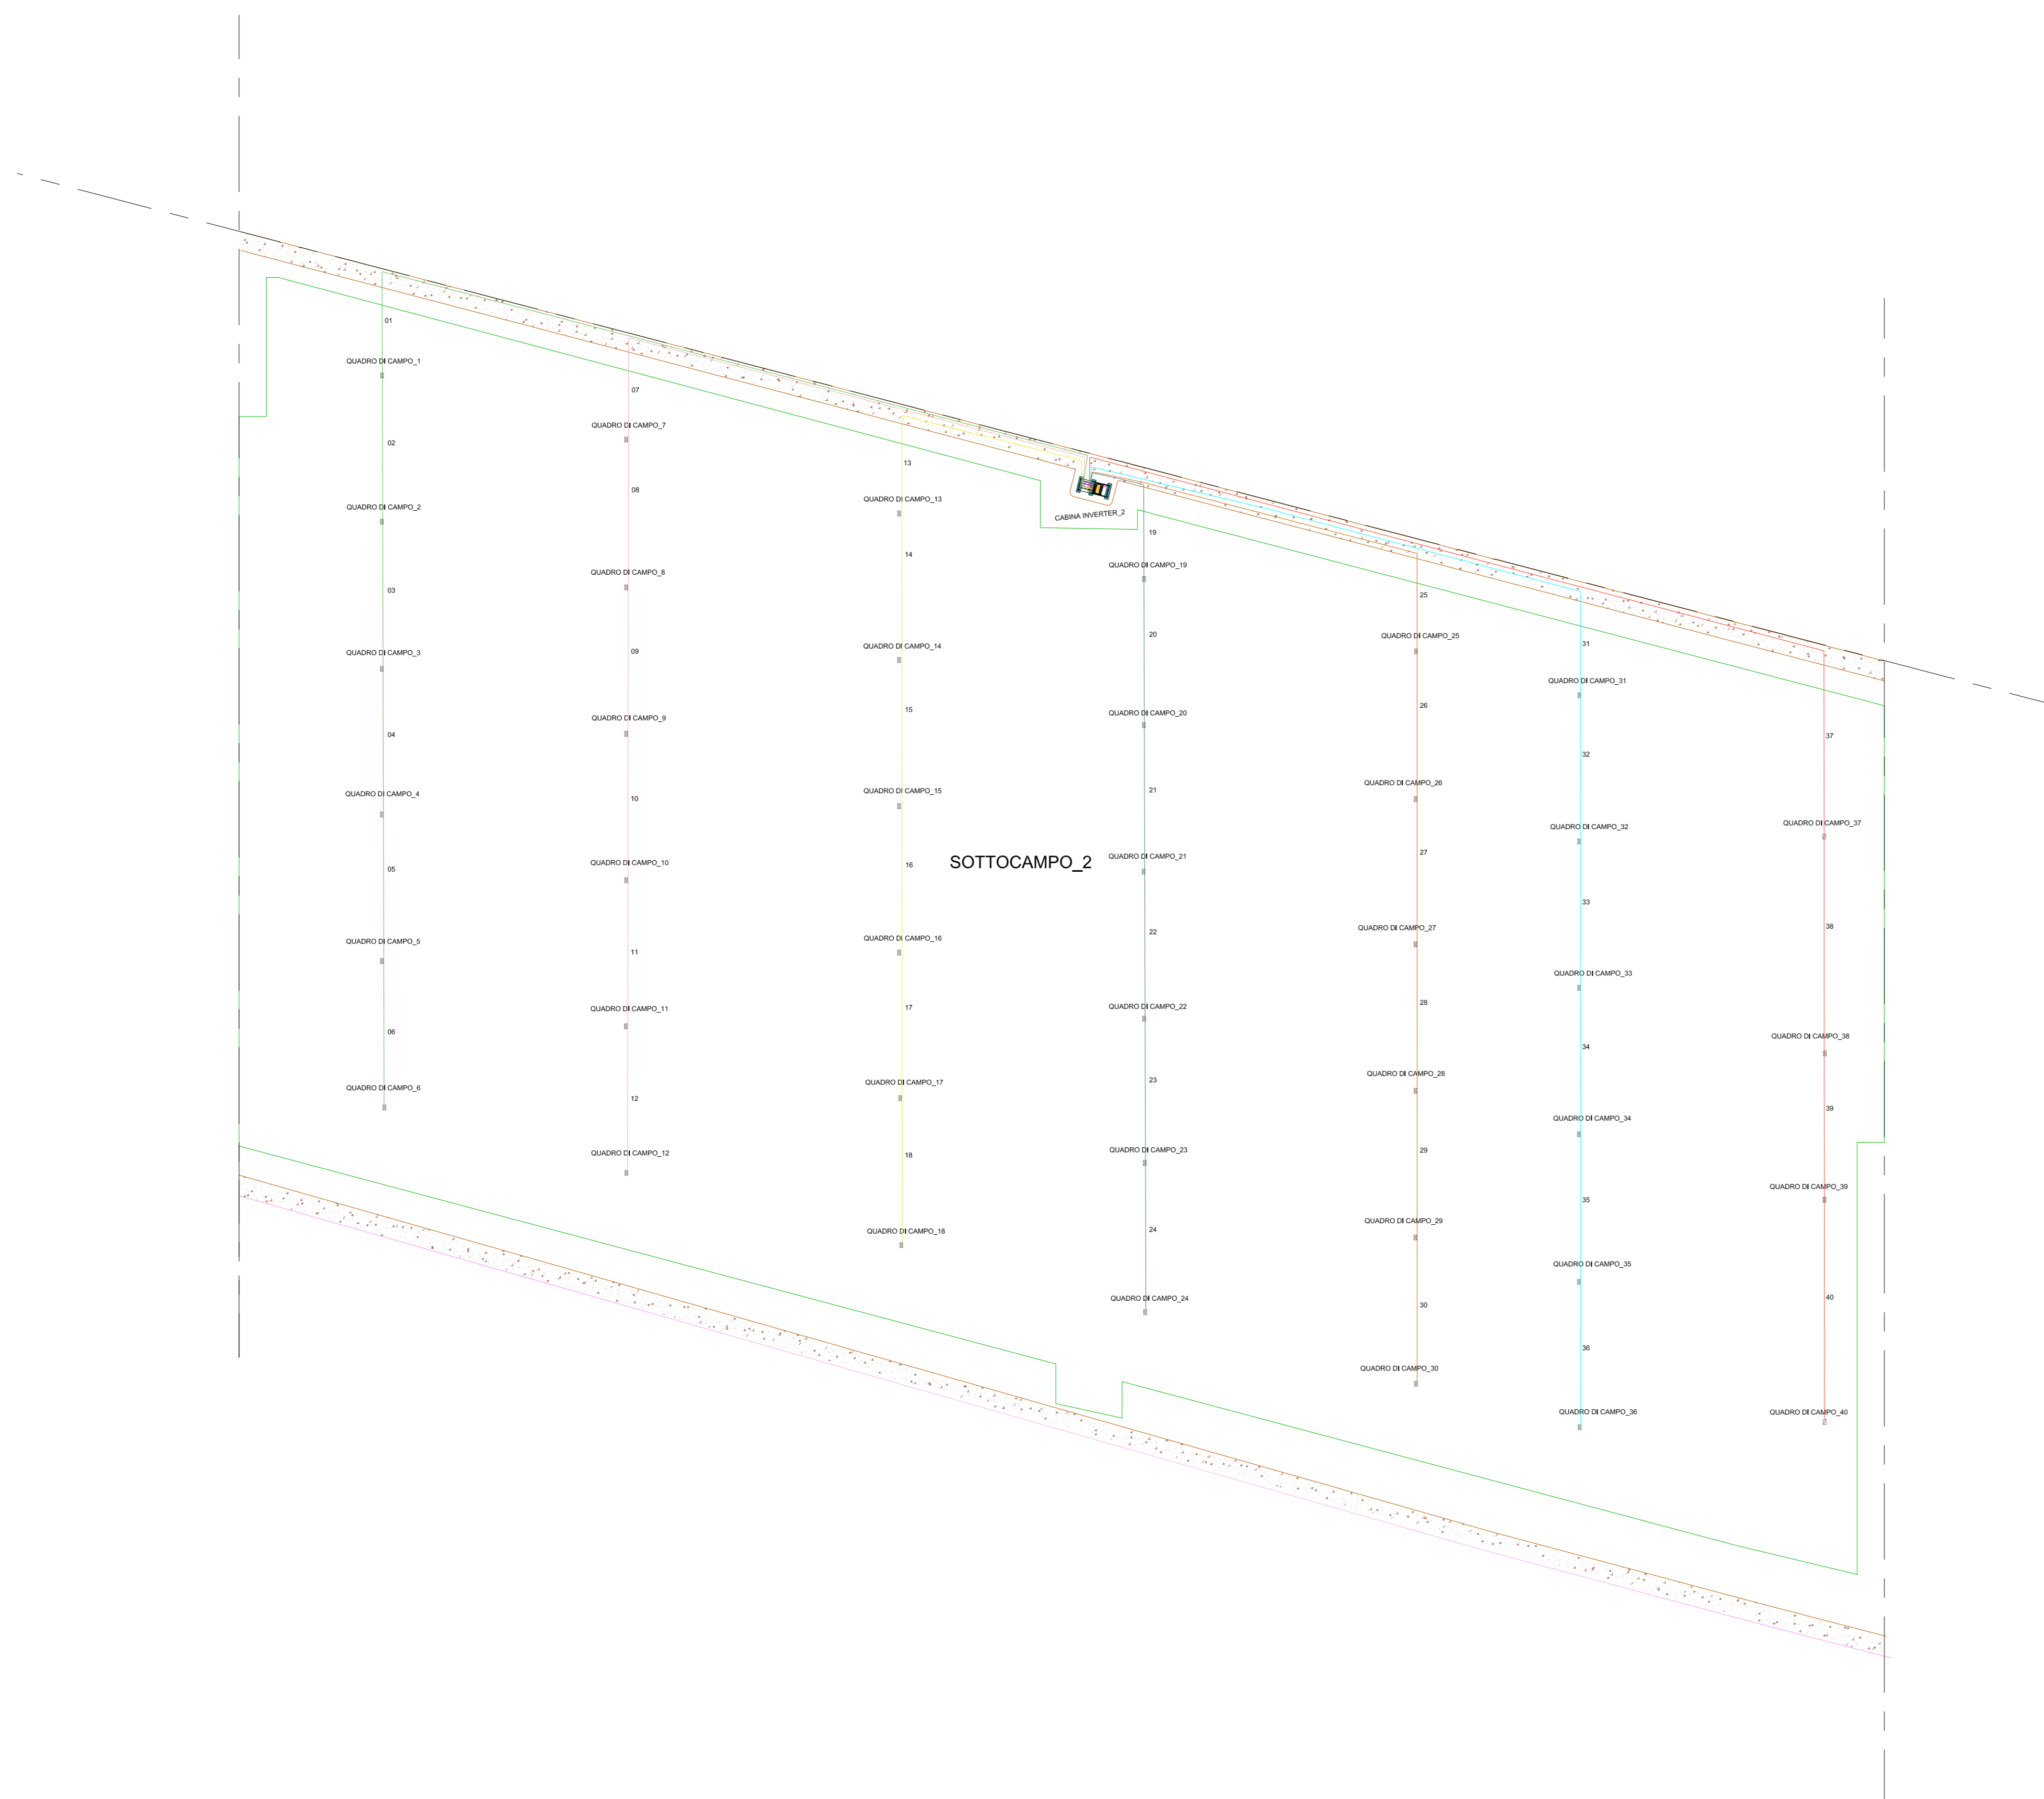 01
QUADRO DI CAMPO_1
02
QUADRO DI CAMPO_2
03
QUADRO DI CAMPO_3
04
QUADRO DI CAMPO_4
05
QUADRO DI CAMPO_5
06
QUADRO DI CAMPO_6
07
QUADRO DI CAMPO_7
08
QUADRO DI CAMPO_8
09
QUADRO DI CAMPO_9
10
QUADRO DI CAMPO_10
11
QUADRO DI CAMPO_11
12
QUADRO DI CAMPO_12
13
QUADRO DI CAMPO_13
14
QUADRO DI CAMPO_14
15
QUADRO DI CAMPO_15
16
QUADRO DI CAMPO_16
17
QUADRO DI CAMPO_17
18
QUADRO DI CAMPO_18
CABINA INVERTER_2
SOTTOCAMPO_2
19
QUADRO DI CAMPO_19
20
QUADRO DI CAMPO_20
21
QUADRO DI CAMPO_21
22
QUADRO DI CAMPO_22
23
QUADRO DI CAMPO_23
24
QUADRO DI CAMPO_24
25
QUADRO DI CAMPO_25
26
QUADRO DI CAMPO_26
27
QUADRO DI CAMPO_27
28
QUADRO DI CAMPO_28
29
QUADRO DI CAMPO_29
30
QUADRO DI CAMPO_30
31
QUADRO DI CAMPO_31
32
QUADRO DI CAMPO_32
33
QUADRO DI CAMPO_33
34
QUADRO DI CAMPO_34
35
QUADRO DI CAMPO_35
36
QUADRO DI CAMPO_36
37
QUADRO DI CAMPO_37
38
QUADRO DI CAMPO_38
39
QUADRO DI CAMPO_39
40
QUADRO DI CAMPO_40